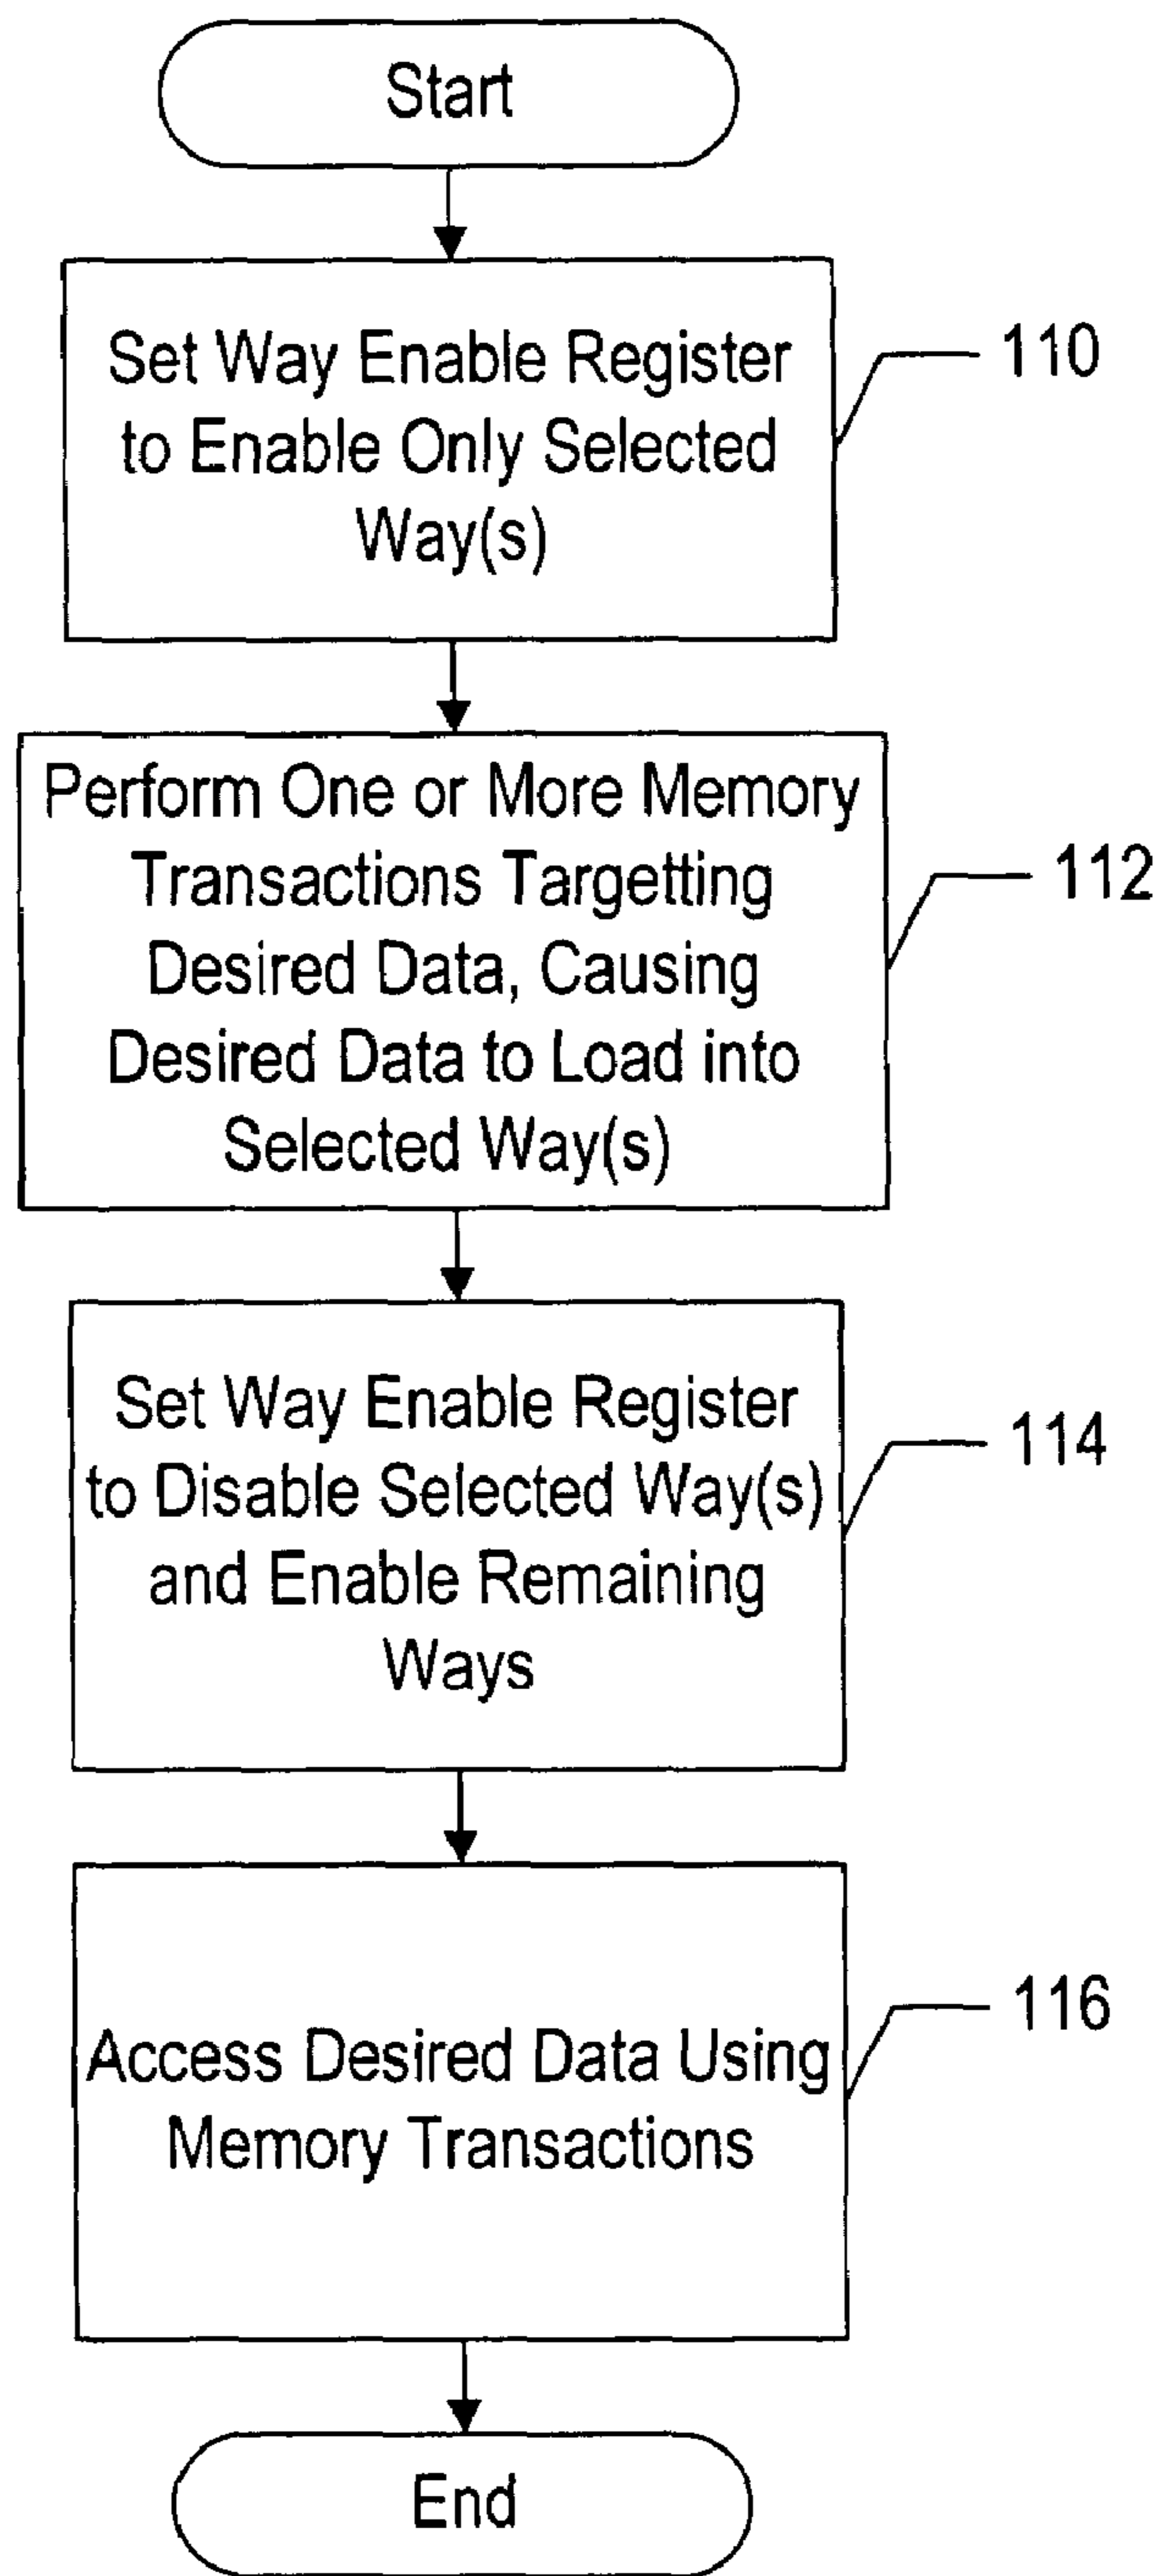 Start
Set Way Enable Register
to Enable Only Selected
Way(s)
110
Perform One or More Memory
Transactions Targetting
Desired Data, Causing
Desired Data to Load into
Selected Way(s)
112
Set Way Enable Register
to Disable Selected Way(s)
and Enable Remaining
Ways
114
Access Desired Data Using
Memory Transactions
116
End